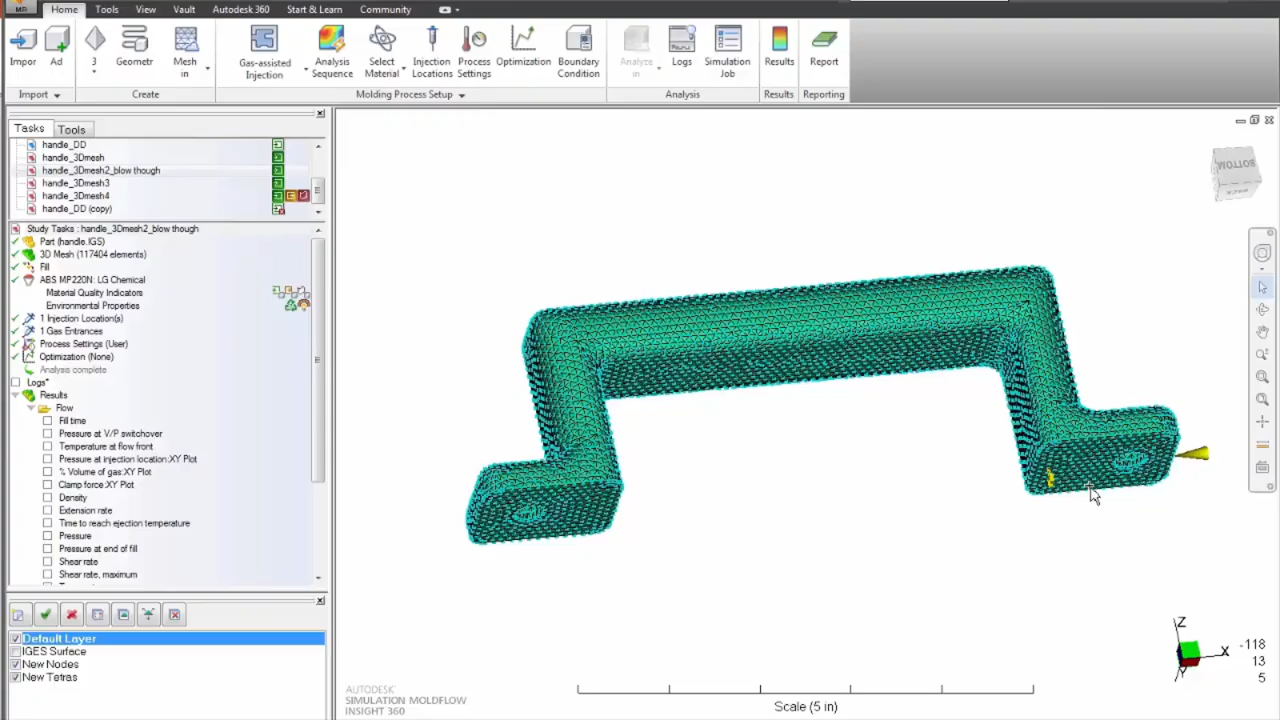 Home Tools View Vault Autodesk 360 Start & Learn Community
Impor Ad 3 Geometr Mesh in Gas-assisted Injection Analysis Sequence Select Material Injection Locations Process Settings Optimization Boundary Condition Analyze in Logs Simulation Job Results Report
Import Create Molding Process Setup Analysis Results Reporting
Tasks Tools
handle_DD
handle_3Dmesh
handle_3Dmesh2_blow though
handle_3Dmesh3
handle_3Dmesh4
handle_DD (copy)
Study Tasks : handle_3Dmesh2_blow though
Part (handle.IGS)
3D Mesh (117404 elements)
Fill
ABS MP220N: LG Chemical
Material Quality Indicators
Environmental Properties
1 Injection Location(s)
1 Gas Entrances
Process Settings (User)
Optimization (None)
Analysis complete
Logs*
Results
Flow
Fill time
Pressure at V/P switchover
Temperature at flow front
Pressure at injection location:XY Plot
% Volume of gas:XY Plot
Clamp force:XY Plot
Density
Extension rate
Time to reach ejection temperature
Pressure
Pressure at end of fill
Shear rate
Shear rate, maximum
Default Layer
IGES Surface
New Nodes
New Tetras
BOTTOM
AUTODESK®
SIMULATION MOLDFLOW
INSIGHT 360
Scale (5 in)
Z
X
Y
-118
13
5